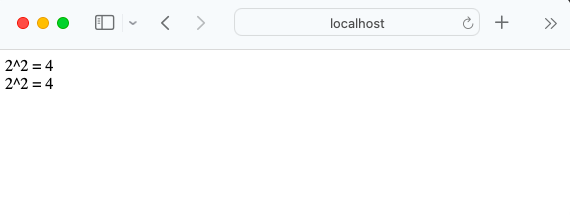 localhost
2^2 = 4
2^2 = 4